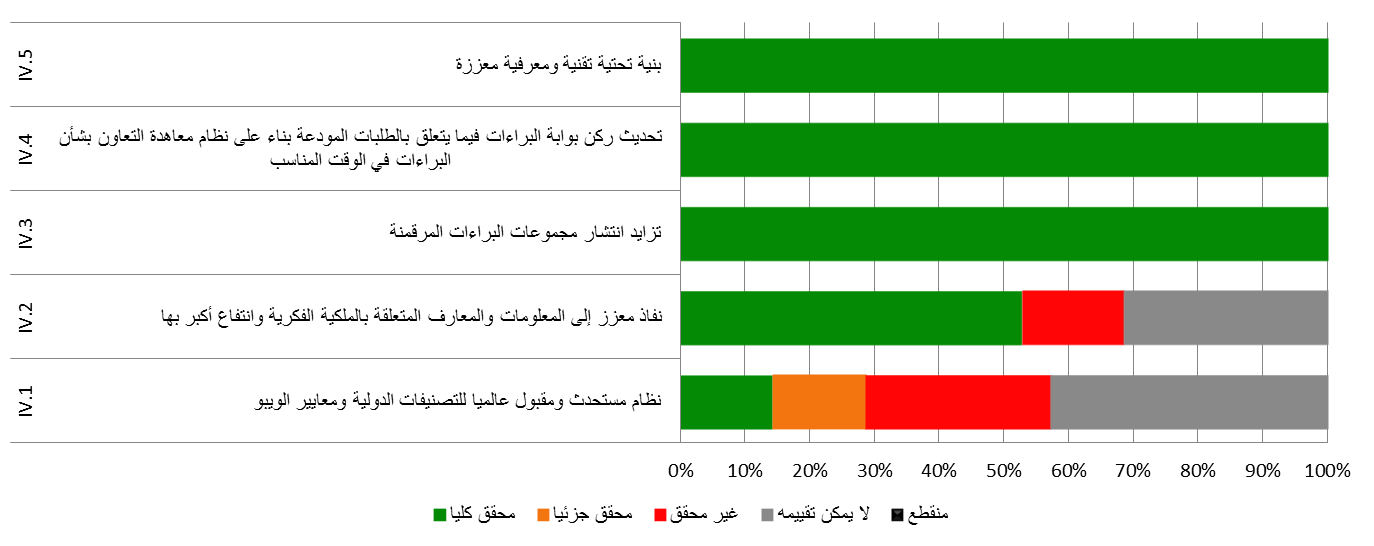 IV.5
بنية تحتية تقنية ومعرفية معززة
IV.4
تحديث ركن بوابة البراءات فيما يتعلق بالطلبات المودعة بناء على نظام معاهدة التعاون بشأن
البراءات في الوقت المناسب
IV.3
تزايد انتشار مجموعات البراءات المرقمنة
IV.2
نفاذ معزز إلى المعلومات والمعارف المتعلقة بالملكية الفكرية وانتفاع أكبر بها
IV.1
نظام مستحدث ومقبول عالميا للتصنيفات الدولية ومعايير الويبو
0% 10% 20% 30% 40% 50% 60% 70% 80% 90% 100%
محقق كليا محقق جزئيا غير محقق لا يمكن تقييمه منقطع